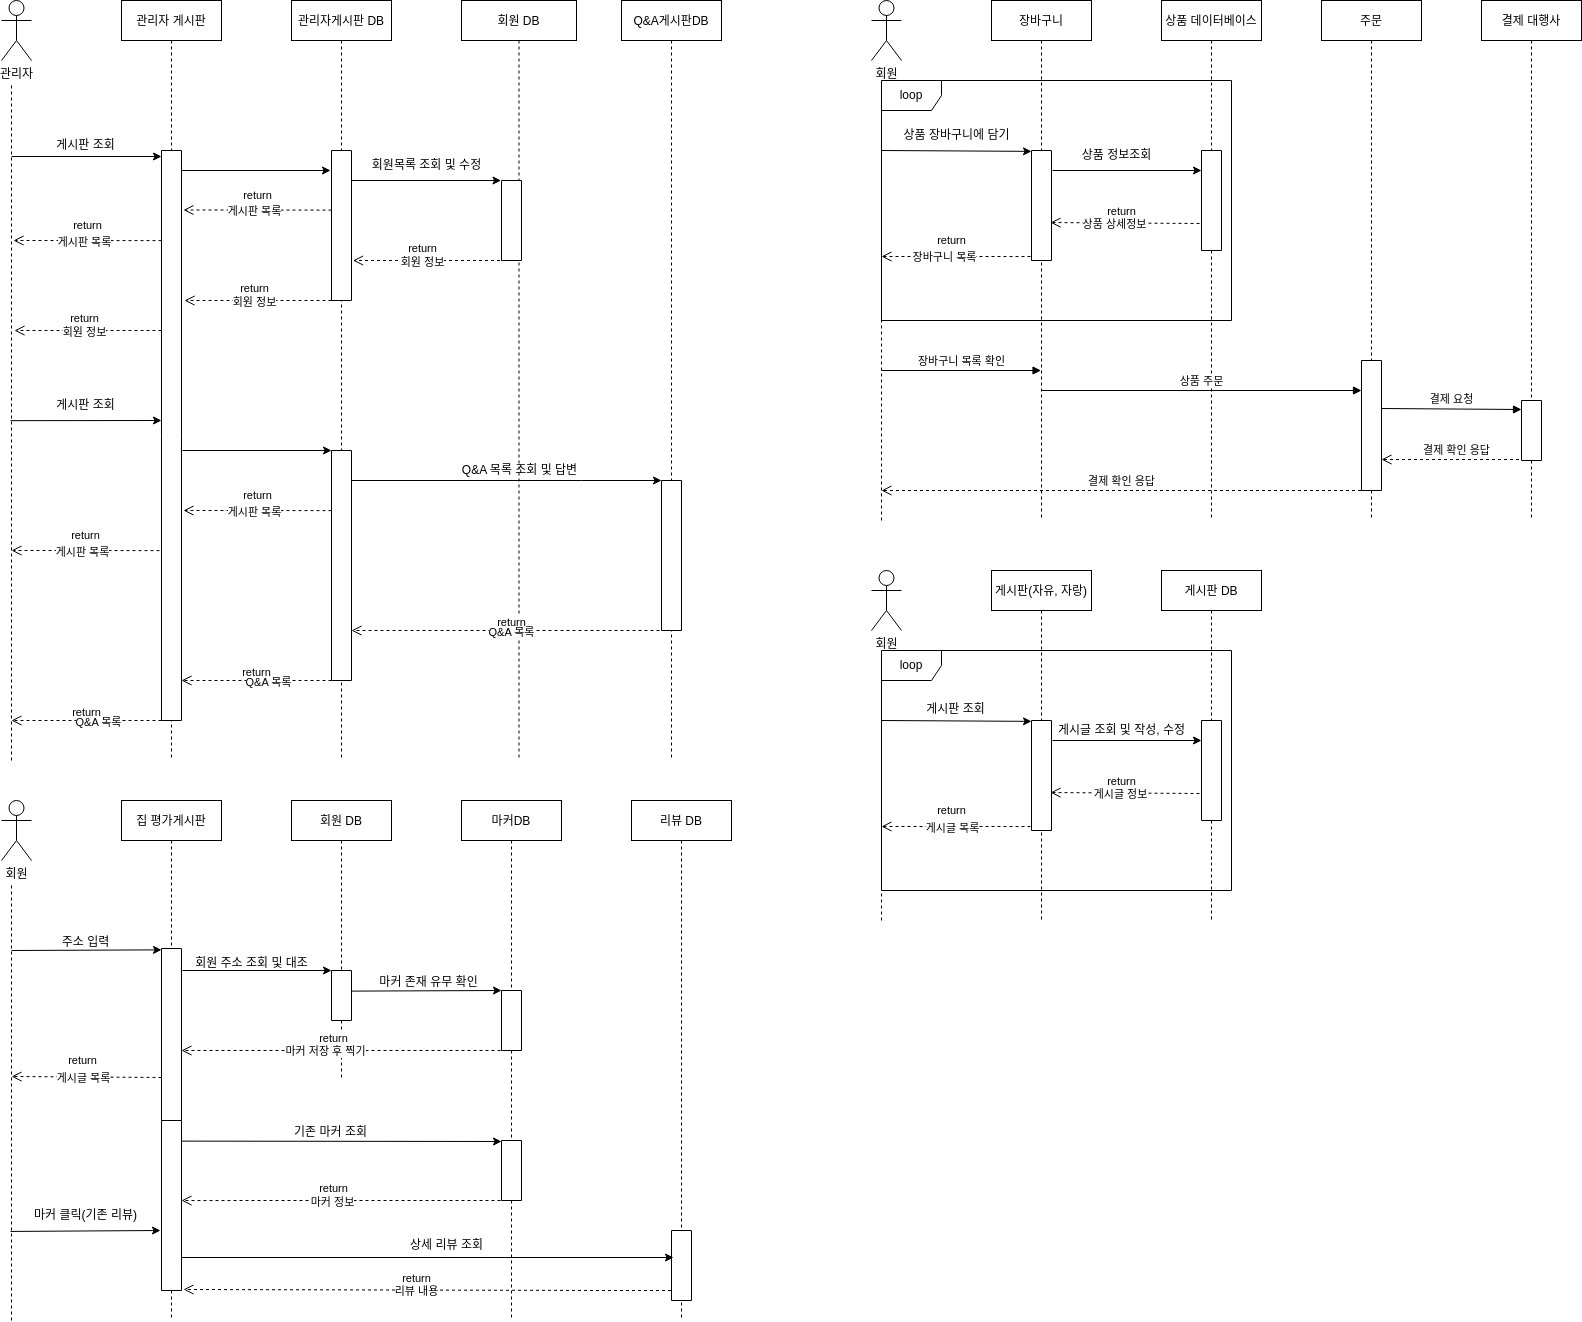 관리자 게시판
관리자게시판 DB
회원 DB
Q&A게시판DB
관리자
게시판 조회
회원목록 조회 및 수정
return
게시판 목록
return
게시판 목록
return
회원 정보
return
회원 정보
return
회원 정보
게시판 조회
Q&A 목록 조회 및 답변
return
게시판 목록
return
게시판 목록
return
Q&A 목록
return
Q&A 목록
return
Q&A 목록
장바구니
상품 데이터베이스
주문
결제 대행사
회원
loop
상품 장바구니에 담기
상품 정보조회
return
상품 상세정보
return
장바구니 목록
장바구니 목록 확인
상품 주문
결제 요청
결제 확인 응답
결제 확인 응답
게시판(자유, 자랑)
게시판 DB
회원
loop
게시판 조회
게시글 조회 및 작성, 수정
return
게시글 정보
return
게시글 목록
집 평가게시판
회원 DB
마커DB
리뷰 DB
회원
주소 입력
회원 주소 조회 및 대조
마커 존재 유무 확인
return
마커 저장 후 찍기
return
게시글 목록
기존 마커 조회
return
마커 정보
마커 클릭(기존 리뷰)
상세 리뷰 조회
return
리뷰 내용